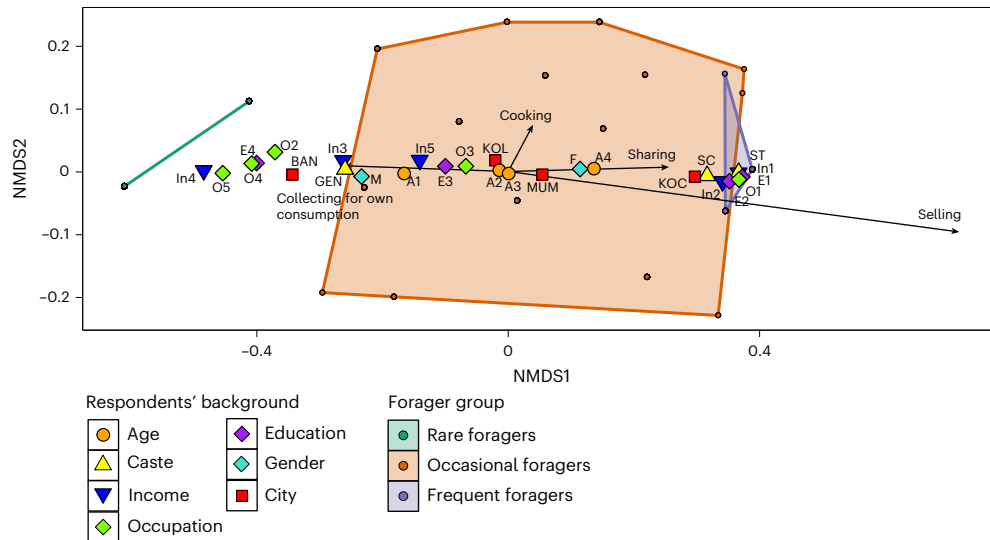 0.2
0.1
0
−0.1
−0.2
NMDS2
Cooking
Sharing
Selling
Collecting for own
consumption
In4
O5
E4
O4
O2
BAN
In3
GEN
M
A1
In5
E3
O3
KOL
A2
A3
MUM
F
A4
KOC
SC
In2
ST
In1
E1
O1
E2
−0.4
0
0.4
NMDS1
Respondents' background
Age
Caste
Income
Occupation
Education
Gender
City
Forager group
Rare foragers
Occasional foragers
Frequent foragers